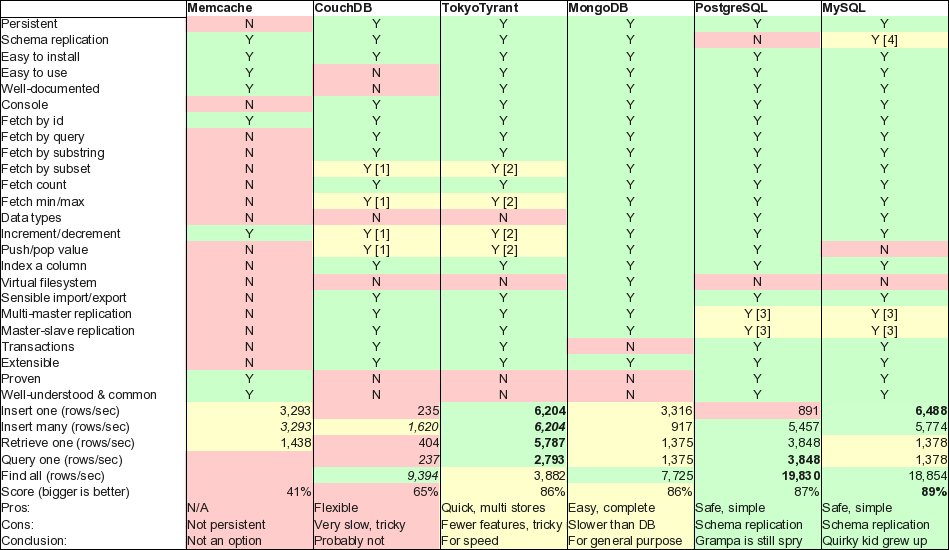 Memcache CouchDB TokyoTyrant MongoDB PostgreSQL MySQL
Persistent N Y Y Y Y Y
Schema replication Y Y Y Y N Y [4]
Easy to install Y Y Y Y Y Y
Easy to use Y N Y Y Y Y
Well-documented Y N Y Y Y Y
Console N Y Y Y Y Y
Fetch by id Y Y Y Y Y Y
Fetch by query N Y Y Y Y Y
Fetch by substring N Y Y Y Y Y
Fetch by subset N Y [1] Y [2] Y Y Y
Fetch count N Y Y Y Y Y
Fetch min/max N Y [1] Y [2] Y Y Y
Data types N N N Y Y Y
Increment/decrement Y Y [1] Y [2] Y Y Y
Push/pop value N Y [1] Y [2] Y Y N
Index a column N Y Y Y Y Y
Virtual filesystem N N N Y N N
Sensible import/export N Y Y Y Y Y
Multi-master replication N Y Y Y Y [3] Y [3]
Master-slave replication N Y Y Y Y [3] Y [3]
Transactions N Y Y N Y Y
Extensible N Y Y Y Y Y
Proven Y N N N Y Y
Well-understood & common Y N N N Y Y
Insert one (rows/sec) 3,293 235 6,204 3,316 891 6,488
Insert many (rows/sec) 3,293 1,620 6,204 917 5,457 5,774
Retrieve one (rows/sec) 1,438 404 5,787 1,375 3,848 1,378
Query one (rows/sec) 237 2,793 1,375 3,848 1,378
Find all (rows/sec) 9,394 3,882 7,725 19,830 18,854
Score (bigger is better) 41% 65% 86% 86% 87% 89%
Pros: N/A Flexible Quick, multi stores Easy, complete Safe, simple Safe, simple
Cons: Not persistent Very slow, tricky Fewer features, tricky Slower than DB Schema replication Schema replication
Conclusion: Not an option Probably not For speed For general purpose Grampa is still spry Quirky kid grew up